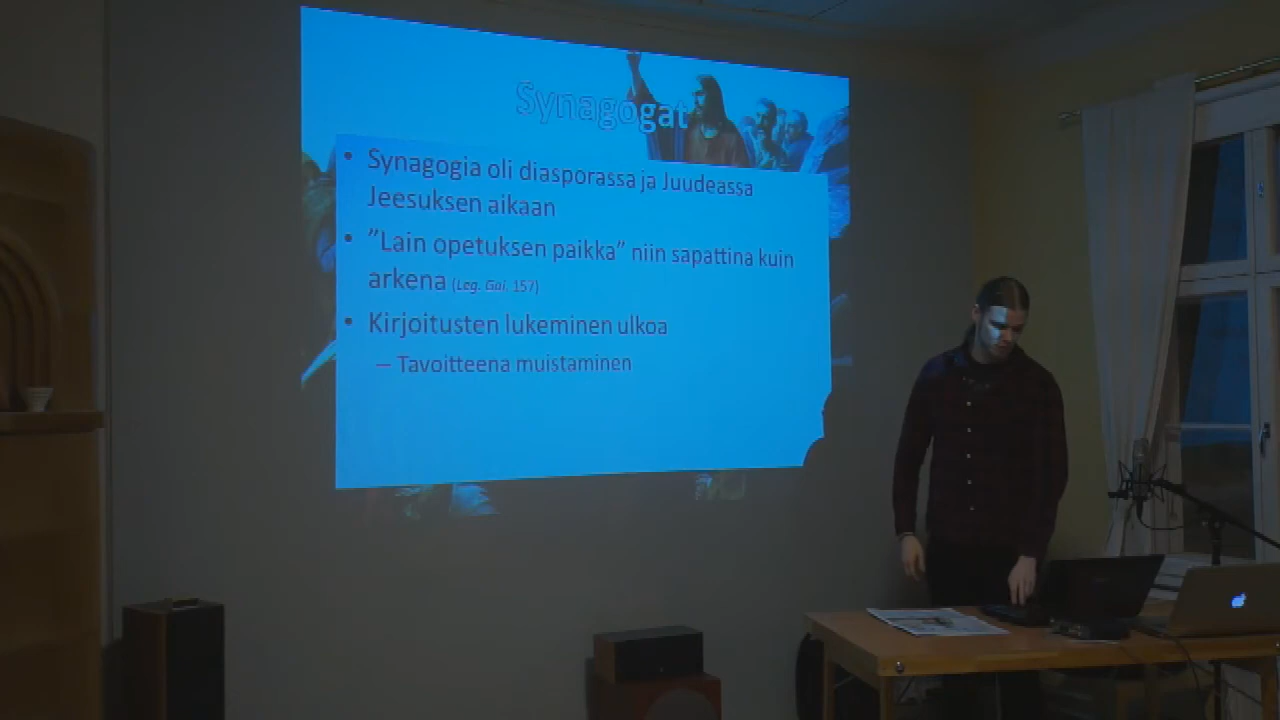 Synagogat
• Synagogia oli diasporassa ja Juudeassa
Jeesuksen aikaan
• ”Lain opetuksen paikka” niin sapattina kuin
arkena (Leg. Gai. 157)
• Kirjoitusten lukeminen ulkoa
– Tavoitteena muistaminen